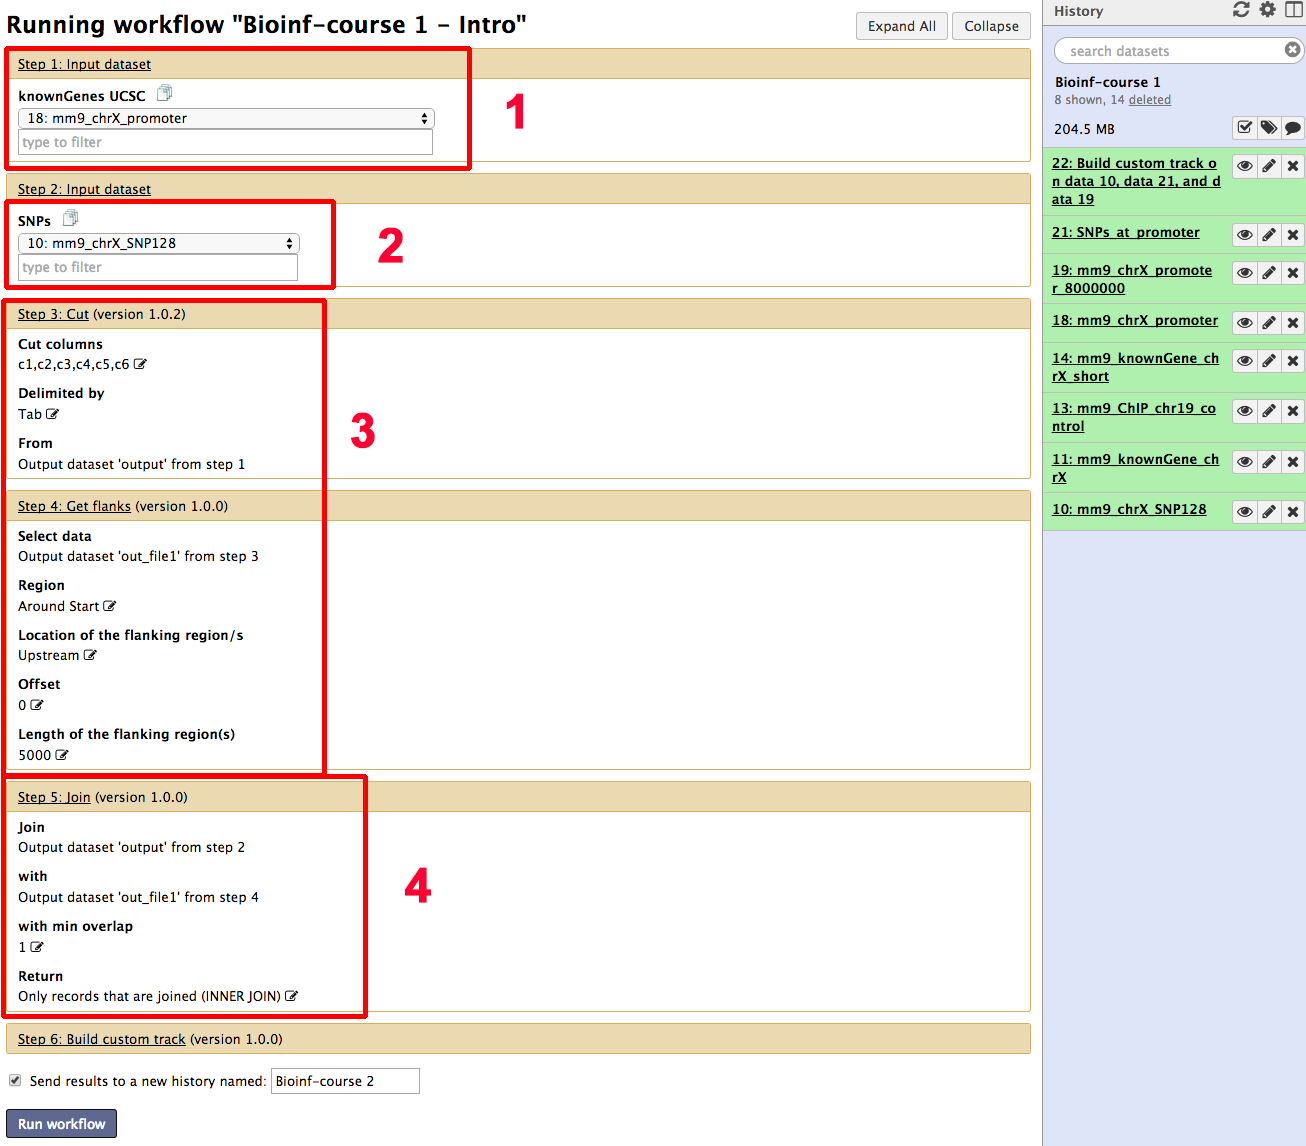 Running workflow "Bioinf-course 1 - Intro"
Expand All
Collapse
Step 1: Input dataset
knownGenes UCSC
18: mm9_chrX_promoter
type to filter
1
Step 2: Input dataset
SNPs
10: mm9_chrX_SNP128
type to filter
2
Step 3: Cut (version 1.0.2)
Cut columns
c1,c2,c3,c4,c5,c6
Delimited by
Tab
From
Output dataset 'output' from step 1
3
Step 4: Get flanks (version 1.0.0)
Select data
Output dataset 'out_file1' from step 3
Region
Around Start
Location of the flanking region/s
Upstream
Offset
0
Length of the flanking region(s)
5000
Step 5: Join (version 1.0.0)
Join
Output dataset 'output' from step 2
with
Output dataset 'out_file1' from step 4
with min overlap
1
Return
Only records that are joined (INNER JOIN)
4
Step 6: Build custom track (version 1.0.0)
Send results to a new history named: Bioinf-course 2
Run workflow
History
search datasets
Bioinf-course 1
8 shown, 14 deleted
204.5 MB
22: Build custom track o
n data 10, data 21, and d
ata 19
21: SNPs_at_promoter
19: mm9_chrX_promote
r_8000000
18: mm9_chrX_promoter
14: mm9_knownGene_ch
rX_short
13: mm9_ChIP_chr19_co
ntrol
11: mm9_knownGene_ch
rX
10: mm9_chrX_SNP128